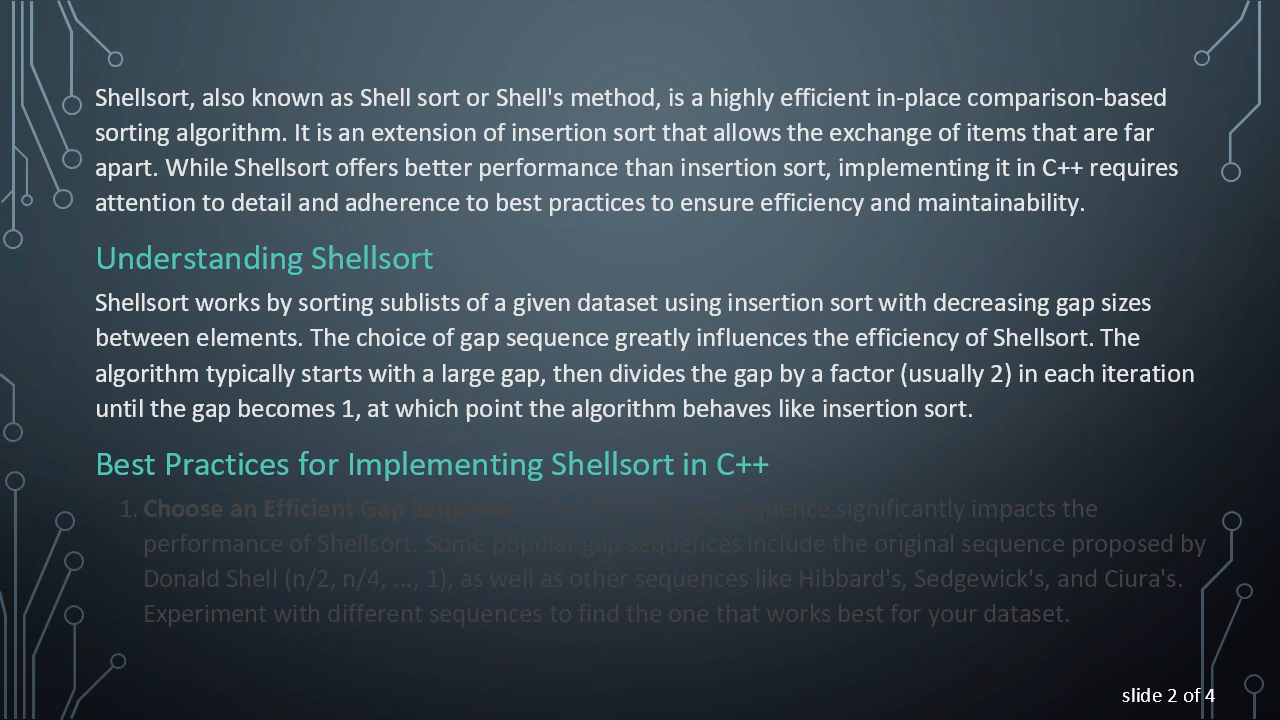 Shellsort, also known as Shell sort or Shell's method, is a highly efficient in-place comparison-based
sorting algorithm. It is an extension of insertion sort that allows the exchange of items that are far
apart. While Shellsort offers better performance than insertion sort, implementing it in C++ requires
attention to detail and adherence to best practices to ensure efficiency and maintainability.
Understanding Shellsort
Shellsort works by sorting sublists of a given dataset using insertion sort with decreasing gap sizes
between elements. The choice of gap sequence greatly influences the efficiency of Shellsort. The
algorithm typically starts with a large gap, then divides the gap by a factor (usually 2) in each iteration
until the gap becomes 1, at which point the algorithm behaves like insertion sort.
Best Practices for Implementing Shellsort in C++
1. Choose an Efficient Gap Sequence gap sequence significantly impacts the
performance of Shellsort. Some popular gap sequences include the original sequence proposed by
Donald Shell (n/2, n/4, ..., 1), as well as other sequences like Hibbard's, Sedgewick's, and Ciura's.
Experiment with different sequences to find the one that works best for your dataset.
slide 2 of 4